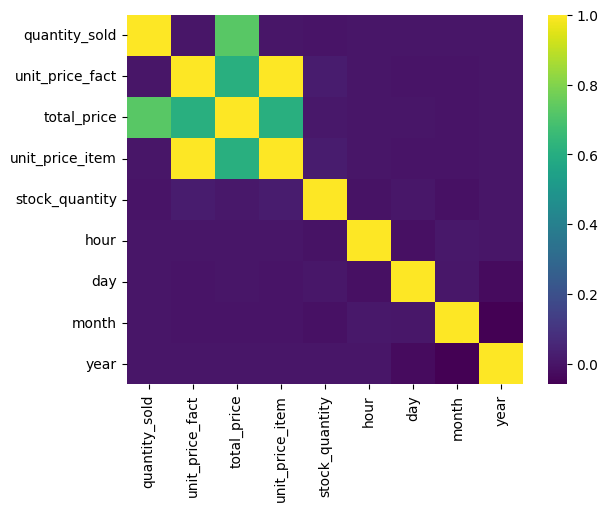 quantity_sold
unit_price_fact
total_price
unit_price_item
stock_quantity
hour
day
month
year
quantity_sold
unit_price_fact
total_price
unit_price_item
stock_quantity
hour
day
month
year
1.0
0.8
0.6
0.4
0.2
0.0